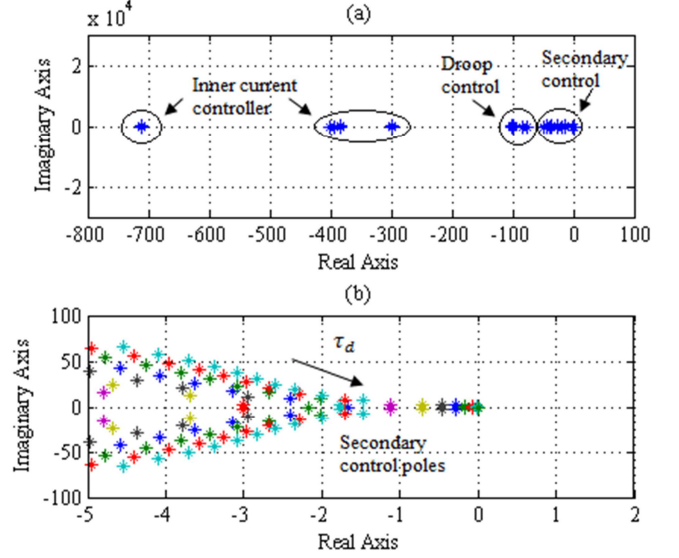 (a)
x 10⁴
Imaginary Axis
2
0
-2
Inner current
controller
Droop
control
Secondary
control
-800 -700 -600 -500 -400 -300 -200 -100 0 100
Real Axis
(b)
Imaginary Axis
100
50
0
-50
-100
τd
Secondary
control poles
-5 -4 -3 -2 -1 0 1 2
Real Axis